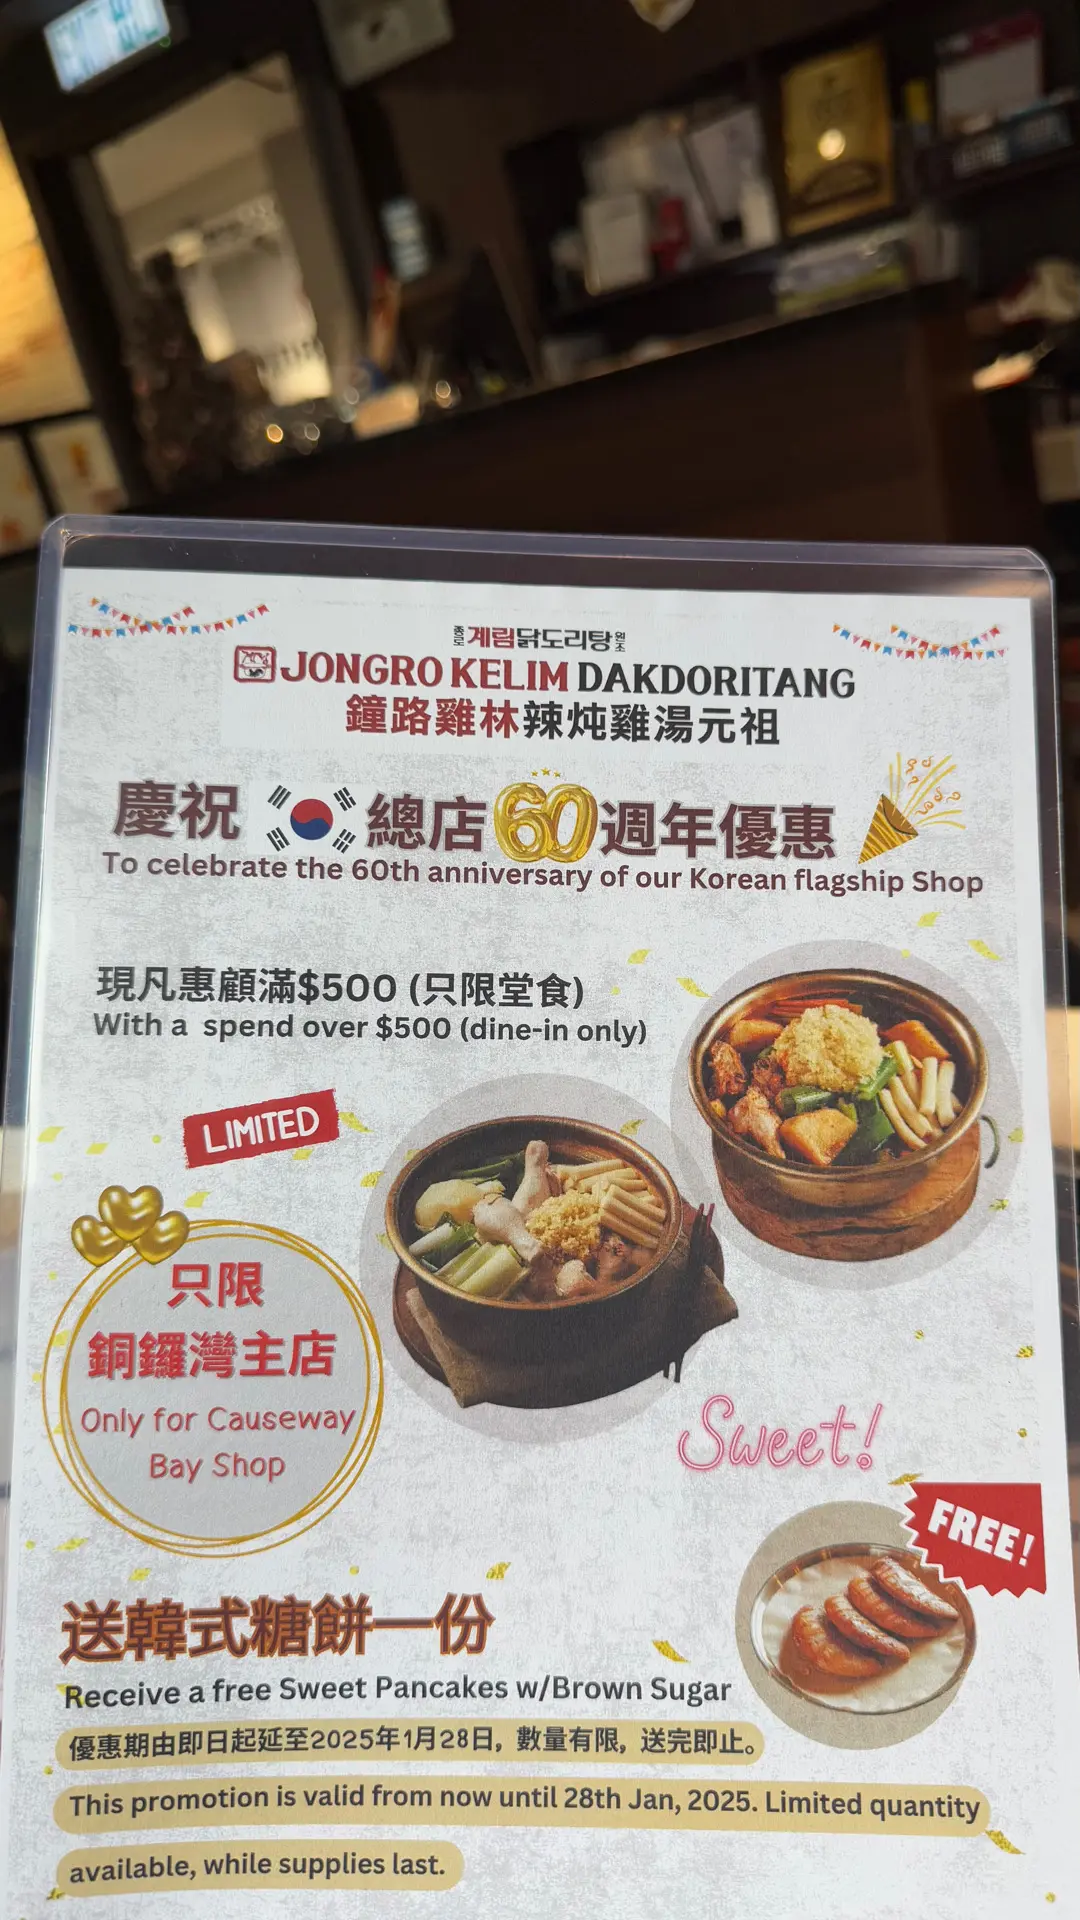 종로 계림닭도리탕 원조
JONGRO KELIM DAKDORITANG
鐘路雞林辣炖雞湯元祖
慶祝 總店60週年優惠
To celebrate the 60th anniversary of our Korean flagship Shop
現凡惠顧滿$500 (只限堂食)
With a spend over $500 (dine-in only)
LIMITED
只限
銅鑼灣主店
Only for Causeway
Bay Shop
Sweet!
FREE!
送韓式糖餅一份
Receive a free Sweet Pancakes w/Brown Sugar
優惠期由即日起延至2025年1月28日，數量有限，送完即止。
This promotion is valid from now until 28th Jan, 2025. Limited quantity
available, while supplies last.